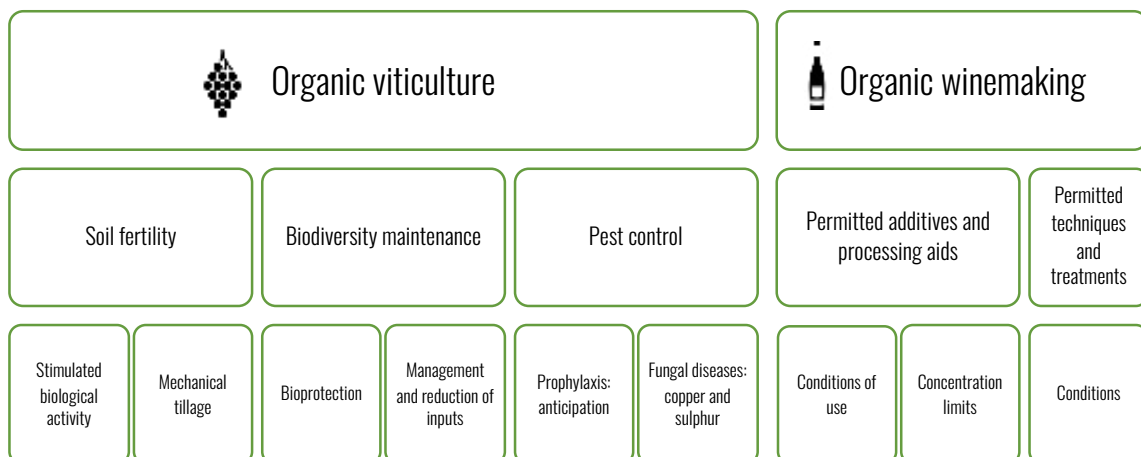 Organic viticulture
Organic winemaking
Soil fertility
Biodiversity maintenance
Pest control
Permitted additives and
processing aids
Permitted
techniques
and
treatments
Stimulated
biological
activity
Mechanical
tillage
Bioprotection
Management
and reduction of
inputs
Prophylaxis:
anticipation
Fungal diseases:
copper and
sulphur
Conditions of
use
Concentration
limits
Conditions